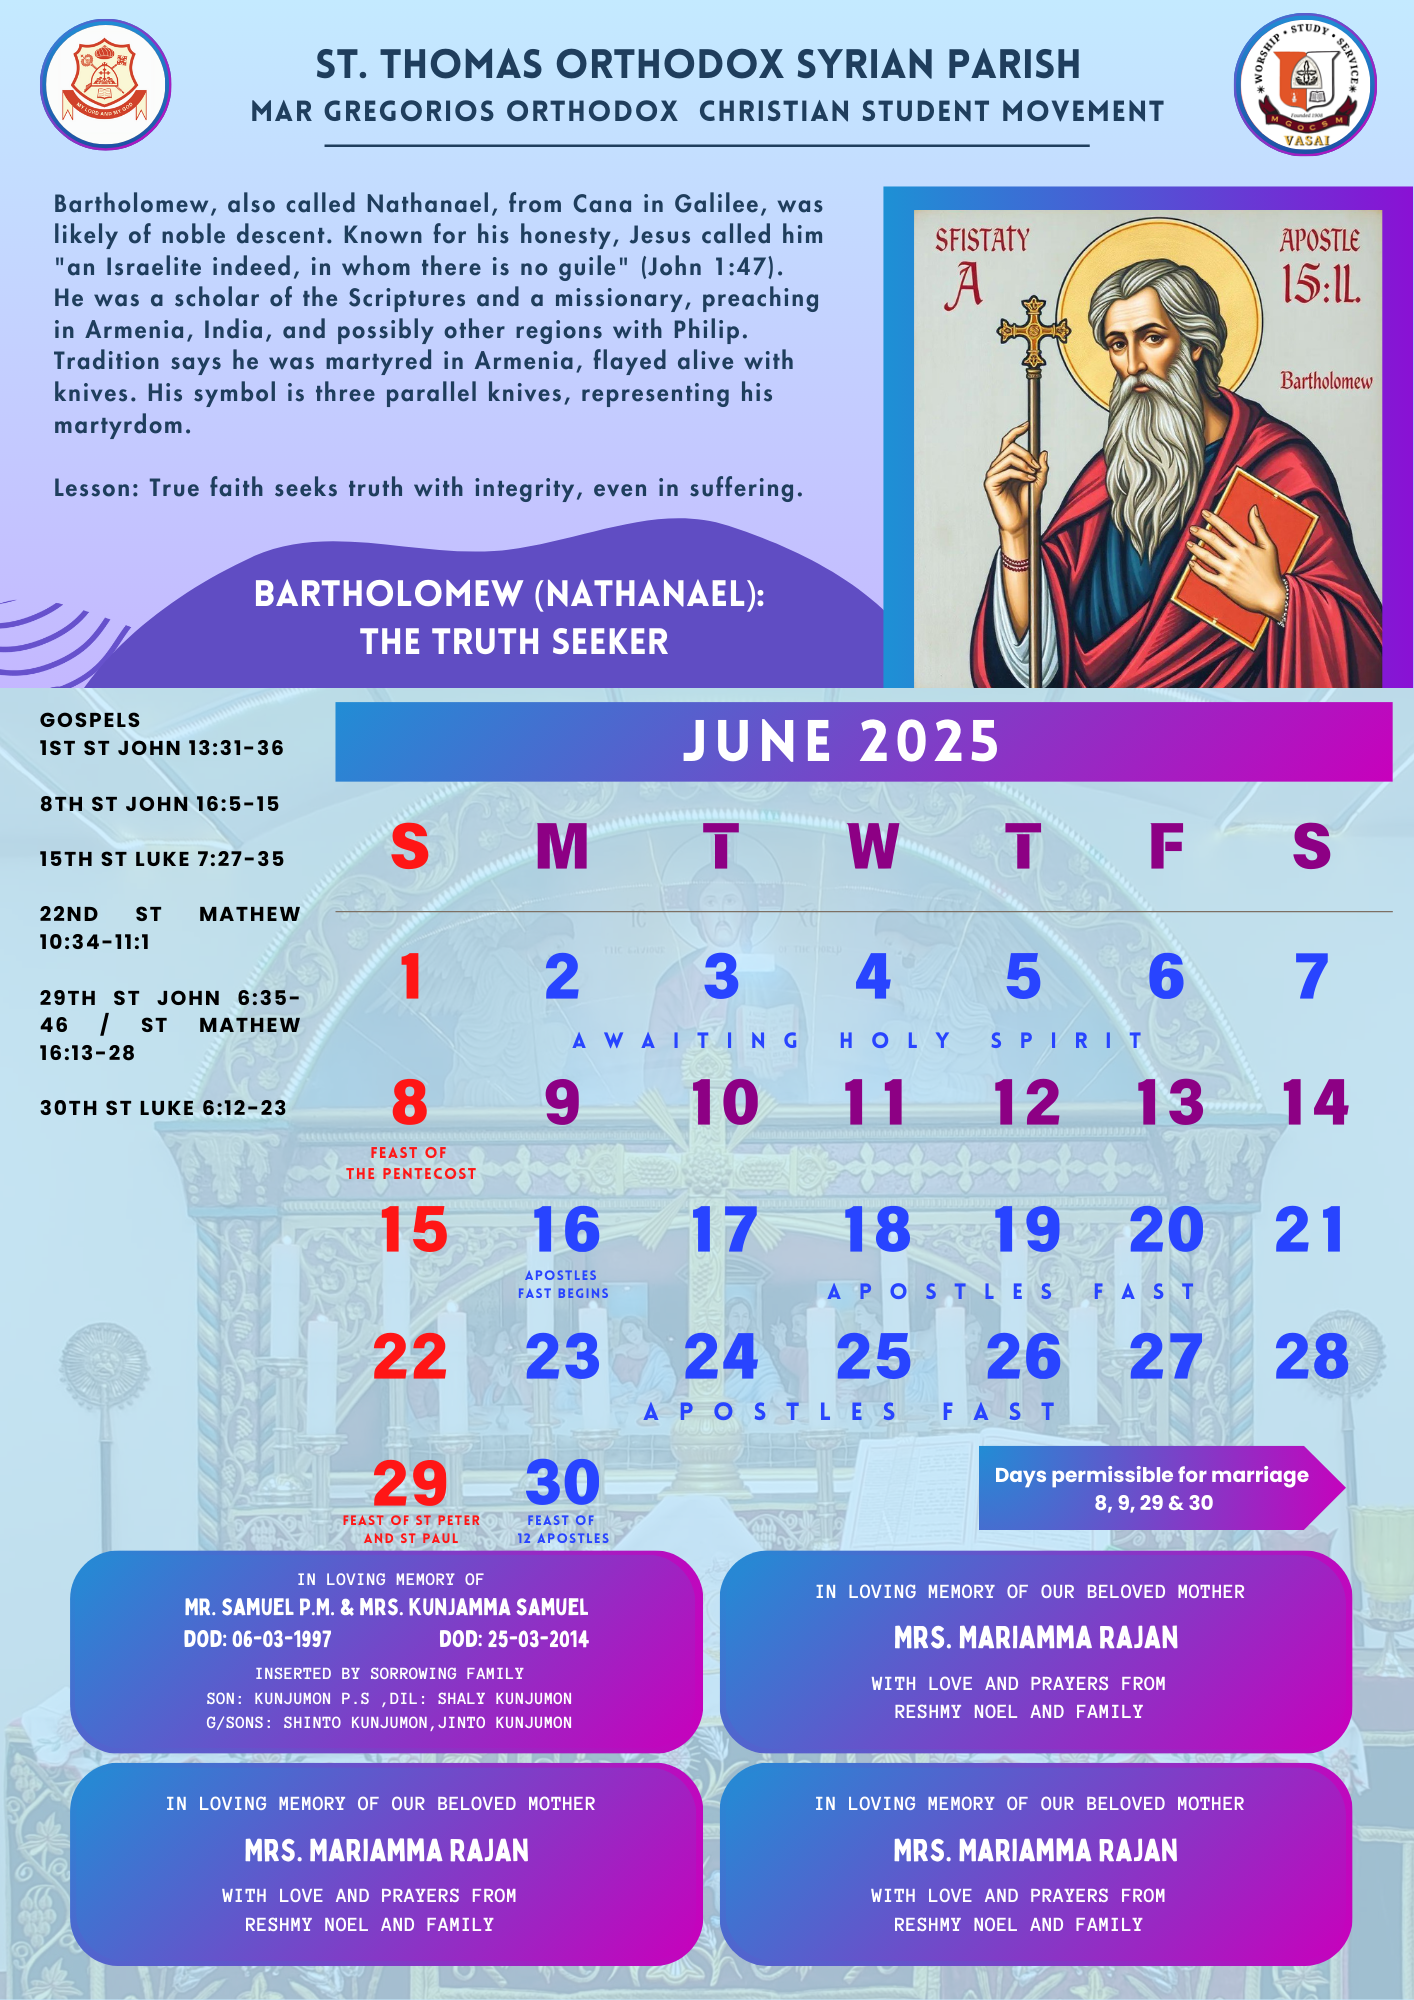 ST. THOMAS ORTHODOX SYRIAN PARISH
MAR GREGORIOS ORTHODOX CHRISTIAN STUDENT MOVEMENT
MY LORD AND MY GOD
WORSHIP • STUDY • SERVICE
Founded 1908
MGOCSM
VASAI
Bartholomew, also called Nathanael, from Cana in Galilee, was
likely of noble descent. Known for his honesty, Jesus called him
"an Israelite indeed, in whom there is no guile" (John 1:47).
He was a scholar of the Scriptures and a missionary, preaching
in Armenia, India, and possibly other regions with Philip.
Tradition says he was martyred in Armenia, flayed alive with
knives. His symbol is three parallel knives, representing his
martyrdom.
Lesson: True faith seeks truth with integrity, even in suffering.
BARTHOLOMEW (NATHANAEL):
THE TRUTH SEEKER
SFISTATY
A
APOSTLE
15:11.
Bartholomew
GOSPELS
1ST ST JOHN 13:31-36
8TH ST JOHN 16:5-15
15TH ST LUKE 7:27-35
22ND ST MATHEW
10:34-11:1
29TH ST JOHN 6:35-
46 / ST MATHEW
16:13-28
30TH ST LUKE 6:12-23
JUNE 2025
S M T W T F S
1 2 3 4 5 6 7
AWAITING HOLY SPIRIT
8 9 10 11 12 13 14
FEAST OF
THE PENTECOST
15 16 17 18 19 20 21
APOSTLES
FAST BEGINS
APOSTLES FAST
22 23 24 25 26 27 28
APOSTLES FAST
29 30
FEAST OF ST PETER
AND ST PAUL
FEAST OF
12 APOSTLES
Days permissible for marriage
8, 9, 29 & 30
IN LOVING MEMORY OF
MR. SAMUEL P.M. & MRS. KUNJAMMA SAMUEL
DOD: 06-03-1997 DOD: 25-03-2014
INSERTED BY SORROWING FAMILY
SON: KUNJUMON P.S ,DIL: SHALY KUNJUMON
G/SONS: SHINTO KUNJUMON,JINTO KUNJUMON
IN LOVING MEMORY OF OUR BELOVED MOTHER
MRS. MARIAMMA RAJAN
WITH LOVE AND PRAYERS FROM
RESHMY NOEL AND FAMILY
IN LOVING MEMORY OF OUR BELOVED MOTHER
MRS. MARIAMMA RAJAN
WITH LOVE AND PRAYERS FROM
RESHMY NOEL AND FAMILY
IN LOVING MEMORY OF OUR BELOVED MOTHER
MRS. MARIAMMA RAJAN
WITH LOVE AND PRAYERS FROM
RESHMY NOEL AND FAMILY